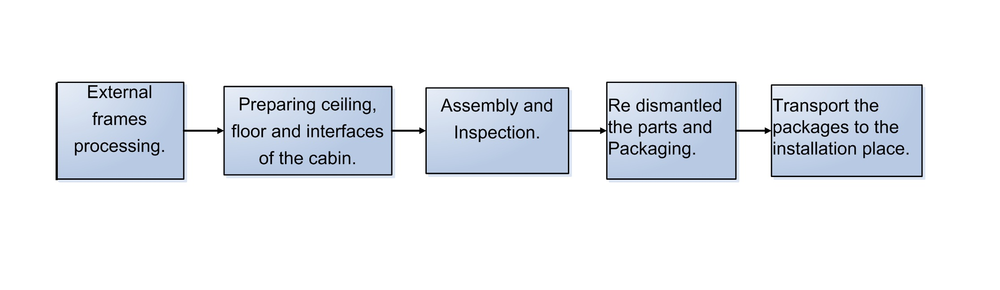 External
frames
processing.
Preparing ceiling,
floor and interfaces
of the cabin.
Assembly and
Inspection.
Re dismantled
the parts and
Packaging.
Transport the
packages to the
installation place.